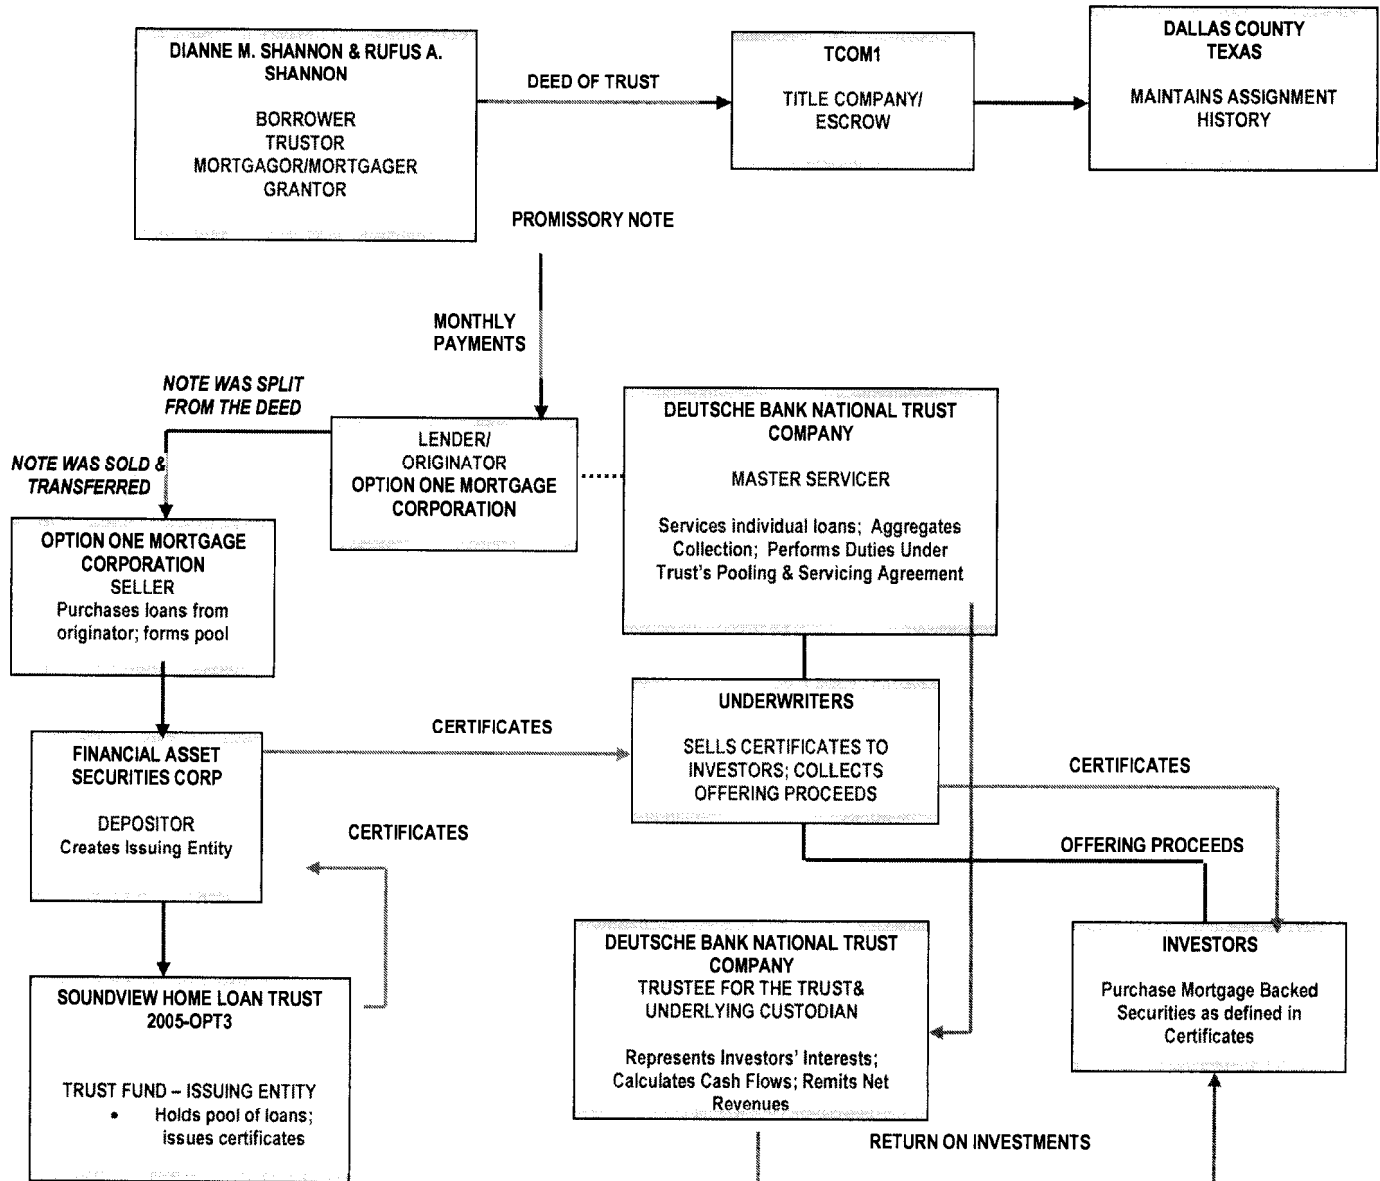 DIANNE M. SHANNON & RUFUS A.
SHANNON
BORROWER
TRUSTOR
MORTGAGOR/MORTGAGER
GRANTOR
DEED OF TRUST
TCOM1
TITLE COMPANY/
ESCROW
DALLAS COUNTY
TEXAS
MAINTAINS ASSIGNMENT
HISTORY
PROMISSORY NOTE
MONTHLY
PAYMENTS
NOTE WAS SPLIT
FROM THE DEED
NOTE WAS SOLD &
TRANSFERRED
LENDER/
ORIGINATOR
OPTION ONE MORTGAGE
CORPORATION
DEUTSCHE BANK NATIONAL TRUST
COMPANY
MASTER SERVICER
Services individual loans; Aggregates
Collection; Performs Duties Under
Trust's Pooling & Servicing Agreement
OPTION ONE MORTGAGE
CORPORATION
SELLER
Purchases loans from
originator; forms pool
FINANCIAL ASSET
SECURITIES CORP
DEPOSITOR
Creates Issuing Entity
CERTIFICATES
UNDERWRITERS
SELLS CERTIFICATES TO
INVESTORS; COLLECTS
OFFERING PROCEEDS
CERTIFICATES
CERTIFICATES
OFFERING PROCEEDS
SOUNDVIEW HOME LOAN TRUST
2005-OPT3
TRUST FUND – ISSUING ENTITY
• Holds pool of loans;
issues certificates
DEUTSCHE BANK NATIONAL TRUST
COMPANY
TRUSTEE FOR THE TRUST&
UNDERLYING CUSTODIAN
Represents Investors' Interests;
Calculates Cash Flows; Remits Net
Revenues
INVESTORS
Purchase Mortgage Backed
Securities as defined in
Certificates
RETURN ON INVESTMENTS